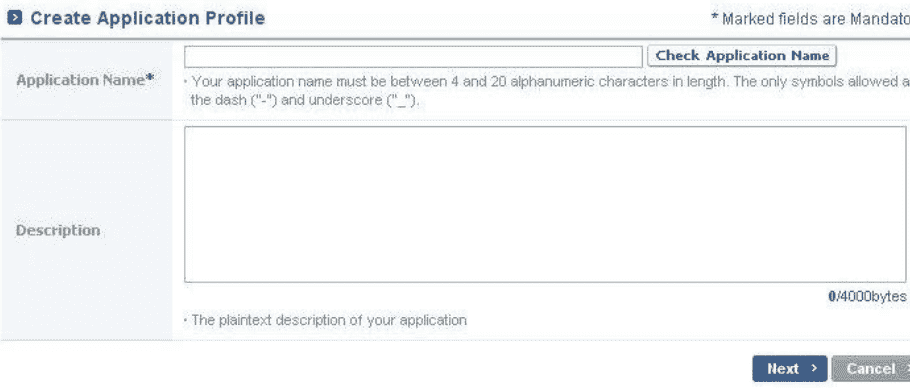 Create Application Profile
* Marked fields are Mandato
Application Name*
Check Application Name
· Your application name must be between 4 and 20 alphanumeric characters in length. The only symbols allowed a
the dash ("-") and underscore ("_").
Description
0/4000bytes
· The plaintext description of your application
Next >
Cancel >